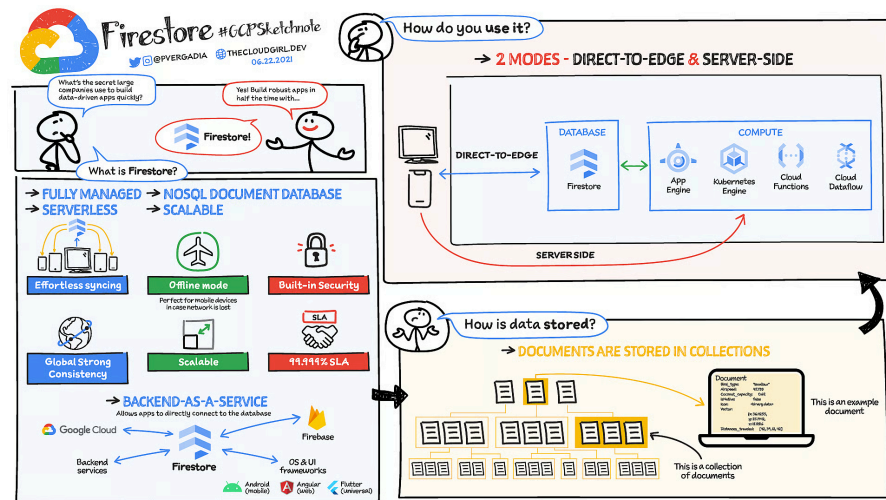 Firestore #GCPSketchnote
@PVERGADIA THECLOUDGIRL.DEV
06.22.2021
What's the secret large
companies use to build
data-driven apps quickly?
Yes! Build robust apps in
half the time with...
Firestore!
What is Firestore?
→ FULLY MANAGED → NOSQL DOCUMENT DATABASE
→ SERVERLESS → SCALABLE
Effortless syncing
Offline mode
Perfect for mobile devices
in case network is lost
Built-in Security
Global Strong
Consistency
Scalable
SLA
99.999% SLA
→ BACKEND-AS-A-SERVICE
Allows apps to directly connect to the database
Google Cloud
Firebase
Firestore
Backend
services
OS & UI
frameworks
Android
(mobile)
Angular
(web)
Flutter
(universal)
How do you use it?
→ 2 MODES - DIRECT-TO-EDGE & SERVER-SIDE
DIRECT-TO-EDGE
DATABASE
Firestore
COMPUTE
App
Engine
Kubernetes
Engine
Cloud
Functions
Cloud
Dataflow
SERVER SIDE
How is data stored?
→ DOCUMENTS ARE STORED IN COLLECTIONS
Document
This is an example
document
This is a collection
of documents